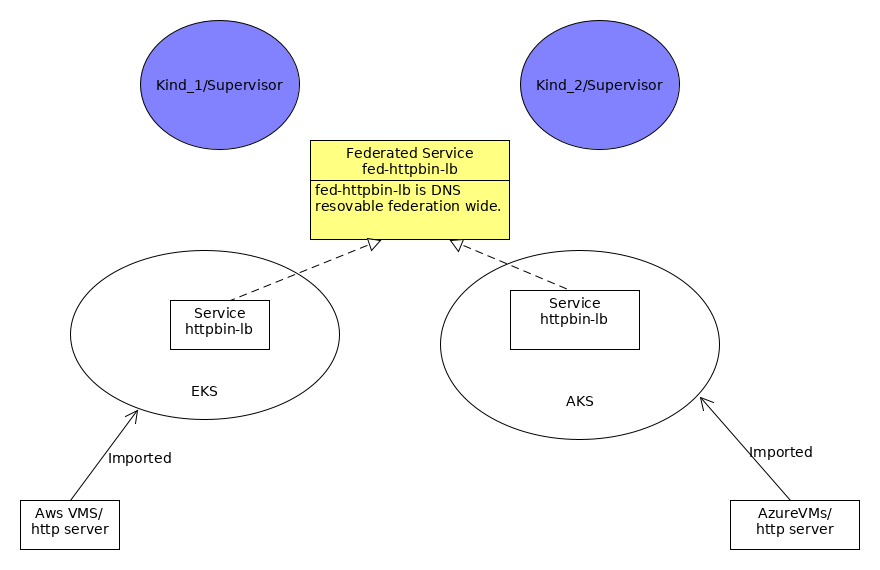 Kind_1/Supervisor
Kind_2/Supervisor
Federated Service
fed-httpbin-lb
fed-httpbin-lb is DNS
resovable federation wide.
Service
httpbin-lb
Service
httpbin-lb
EKS
AKS
Imported
Imported
Aws VMS/
http server
AzureVMs/
http server